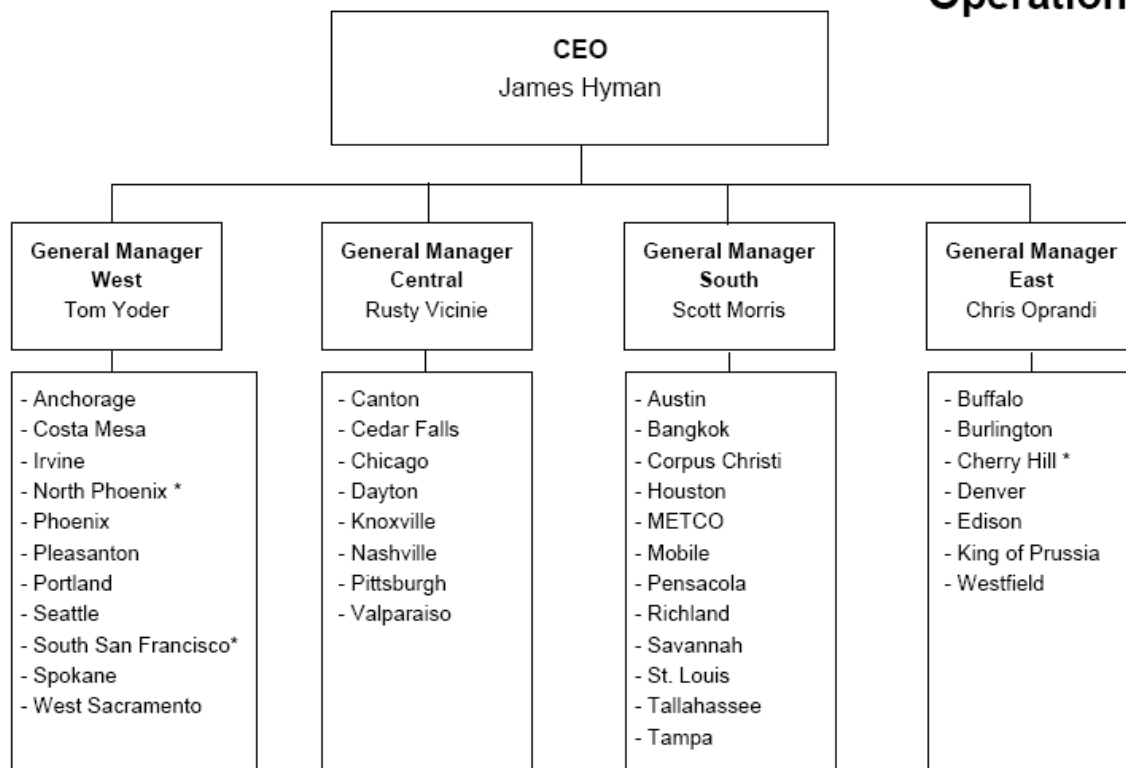 Operation
CEO
James Hyman
General Manager
West
Tom Yoder
General Manager
Central
Rusty Vicinie
General Manager
South
Scott Morris
General Manager
East
Chris Oprandi
- Anchorage
- Costa Mesa
- Irvine
- North Phoenix *
- Phoenix
- Pleasanton
- Portland
- Seattle
- South San Francisco*
- Spokane
- West Sacramento
- Canton
- Cedar Falls
- Chicago
- Dayton
- Knoxville
- Nashville
- Pittsburgh
- Valparaiso
- Austin
- Bangkok
- Corpus Christi
- Houston
- METCO
- Mobile
- Pensacola
- Richland
- Savannah
- St. Louis
- Tallahassee
- Tampa
- Buffalo
- Burlington
- Cherry Hill *
- Denver
- Edison
- King of Prussia
- Westfield